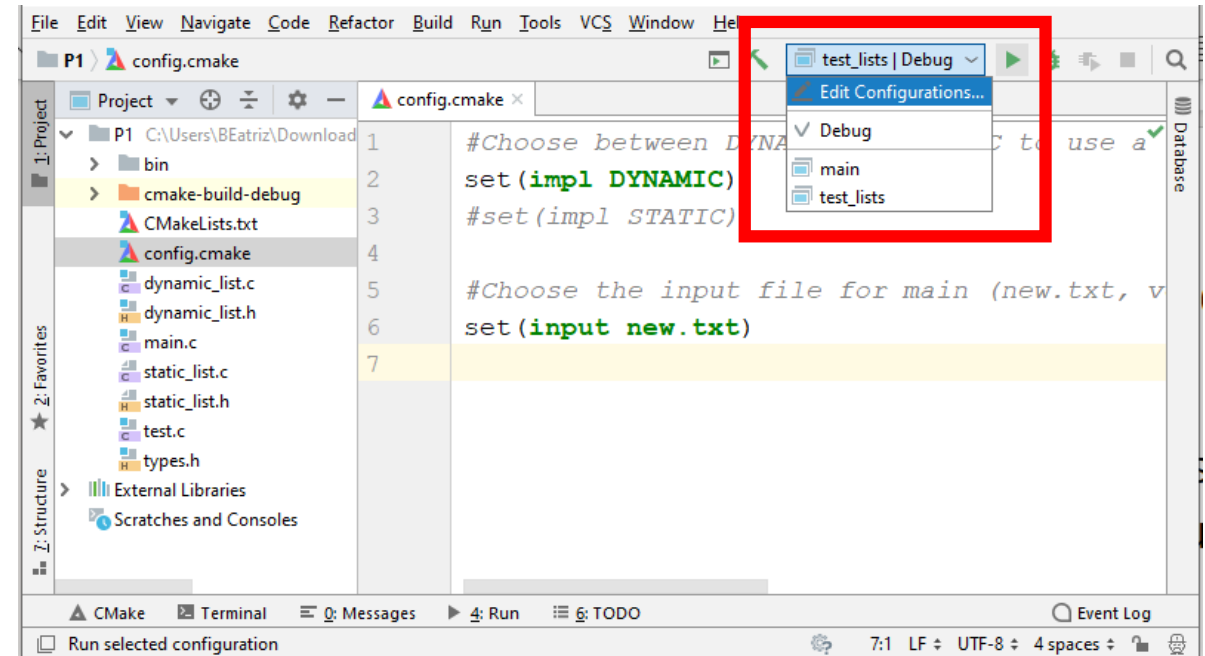 File Edit View Navigate Code Refactor Build Run Tools VCS Window
P1 config.cmake test_lists | Debug
Project config.cmake Edit Configurations...
1: Project
P1 C:\Users\BEatriz\Download
1 #Choose between to use a
Debug
Database
bin
cmake-build-debug
2 set(impl DYNAMIC)
main
CMakeLists.txt
3 #set(impl STATIC)
test_lists
config.cmake
4
dynamic_list.c
5 #Choose the input file for main (new.txt, v
dynamic_list.h
main.c
6 set(input new.txt)
2: Favorites
static_list.c
7
static_list.h
test.c
types.h
7: Structure
External Libraries
Scratches and Consoles
CMake Terminal 0: Messages 4: Run 6: TODO Event Log
Run selected configuration 7:1 LF UTF-8 4 spaces